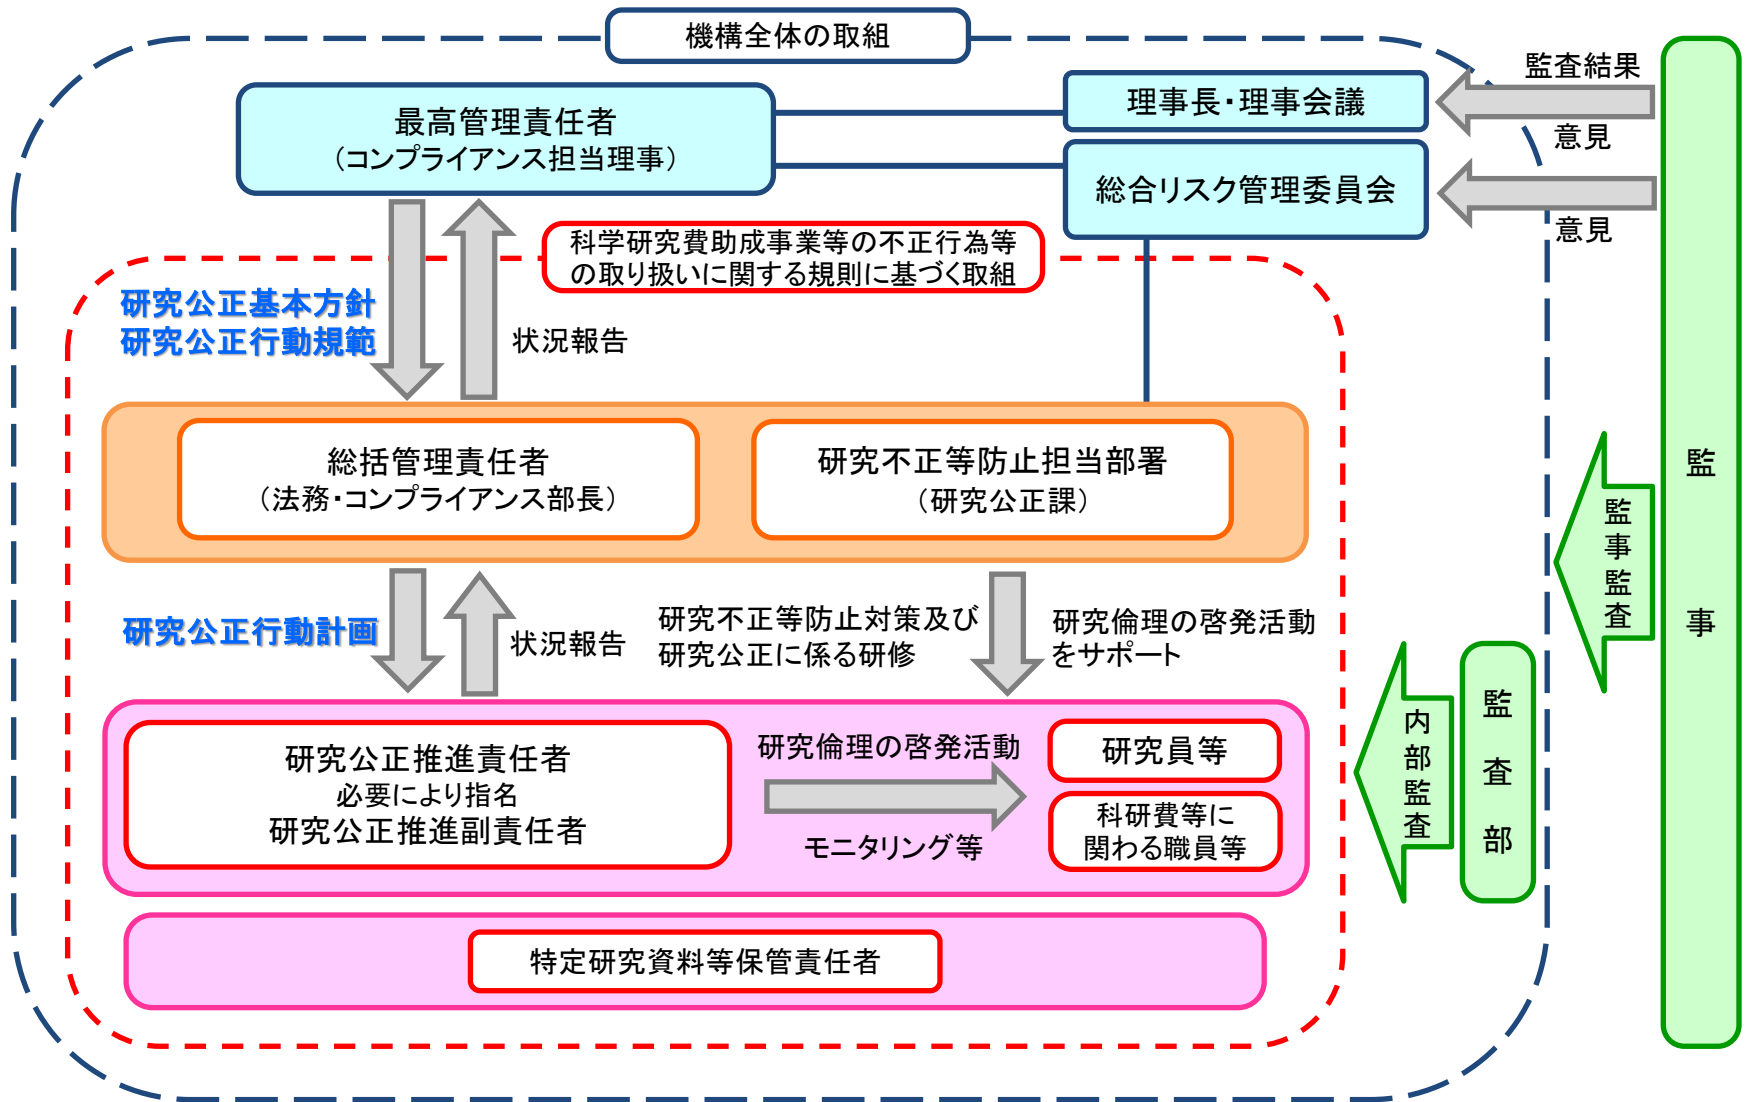 機構全体の取組
最高管理責任者
（コンプライアンス担当理事）
理事長・理事会議
総合リスク管理委員会
監査結果
意見
意見
科学研究費助成事業等の不正行為等
の取り扱いに関する規則に基づく取組
研究公正基本方針
研究公正行動規範
状況報告
総括管理責任者
（法務・コンプライアンス部長）
研究不正等防止担当部署
（研究公正課）
研究公正行動計画
状況報告
研究不正等防止対策及び
研究公正に係る研修
研究倫理の啓発活動
をサポート
研究公正推進責任者
必要により指名
研究公正推進副責任者
研究倫理の啓発活動
モニタリング等
研究員等
科研費等に
関わる職員等
特定研究資料等保管責任者
内部監査
監査部
監事監査
監事